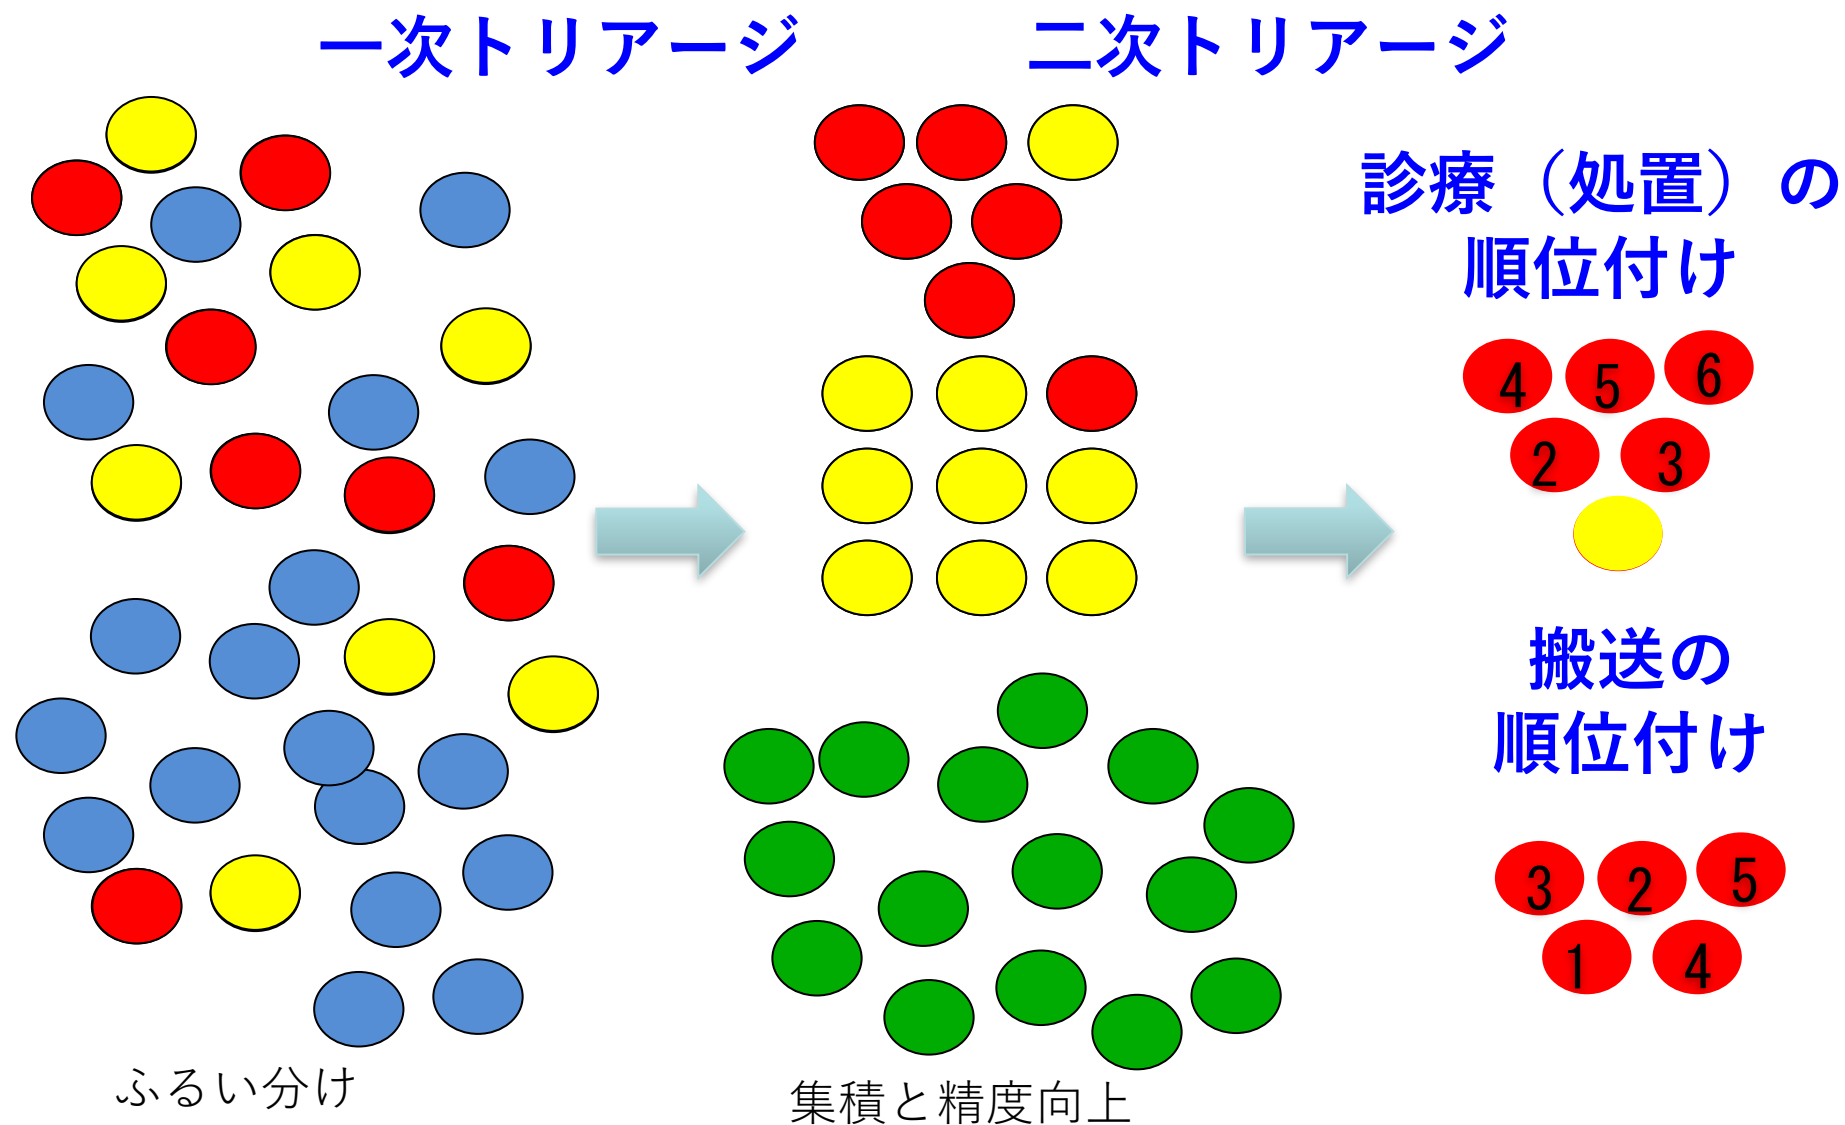 一次トリアージ
二次トリアージ
診療（処置）の
順位付け
4 5 6
2 3
搬送の
順位付け
3 2 5
1 4
ふるい分け
集積と精度向上